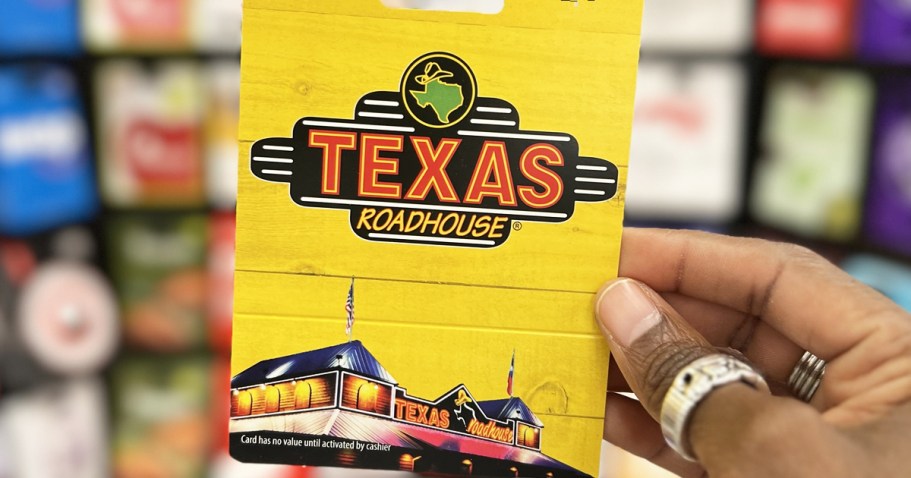 TEXAS
ROADHOUSE®
TEXAS roadhouse
Card has no value until activated by cashier